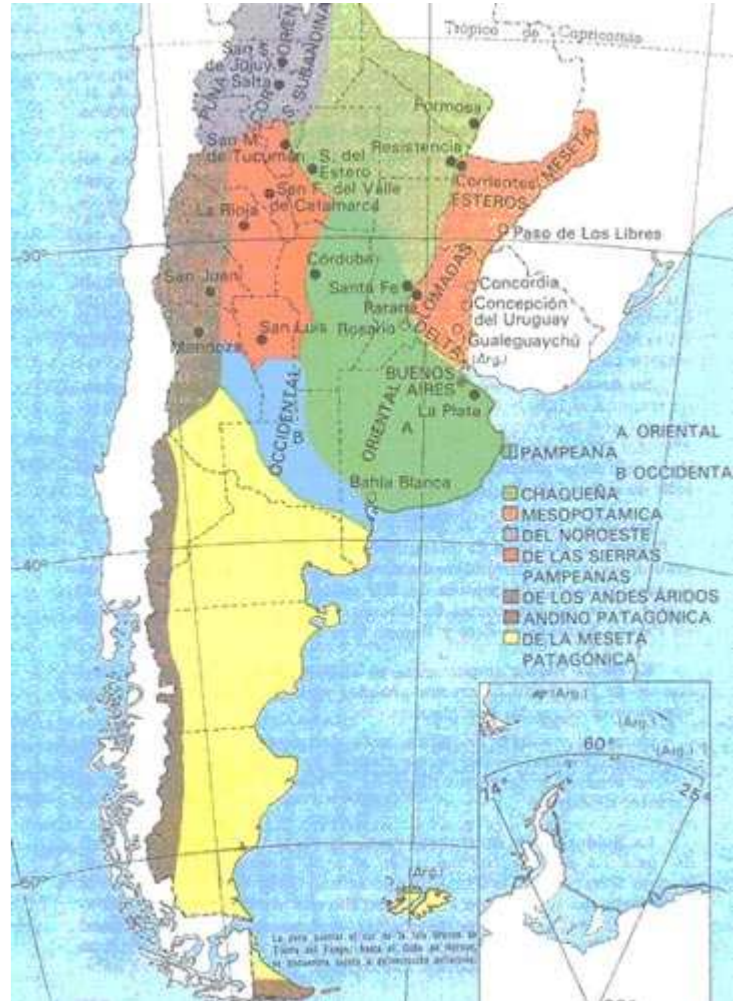 Trópico de Capricornio
PUNA
CORD. ORIEN
S. SUBANDINAS
San S.
de Jujuy
Salta
Formosa
San M.
de Tucumán
S. del
Estero
Resistencia
Corrientes
ESTEROS
MESETA
San F. del Valle
de Catamarca
La Rioja
Paso de Los Libres
30°
Córdoba
San Juan
Santa Fe
Paraná
LOMADAS
Concordia
Concepción
del Uruguay
Rosario
DELTA
Gualeguaychú
(Arg.)
San Luis
Mendoza
BUENOS
AIRES
La Plata
OCCIDENTAL
B
ORIENTAL
A
Bahía Blanca
A ORIENTAL
PAMPEANA
B OCCIDENTA
CHAQUEÑA
MESOPOTÁMICA
DEL NOROESTE
DE LAS SIERRAS
PAMPEANAS
DE LOS ANDES ÁRIDOS
ANDINO PATAGÓNICA
DE LA MESETA
PATAGÓNICA
40°
50°
(Arg.)
(Arg.)
(Arg.)
(Arg.)
60°
74°
25°